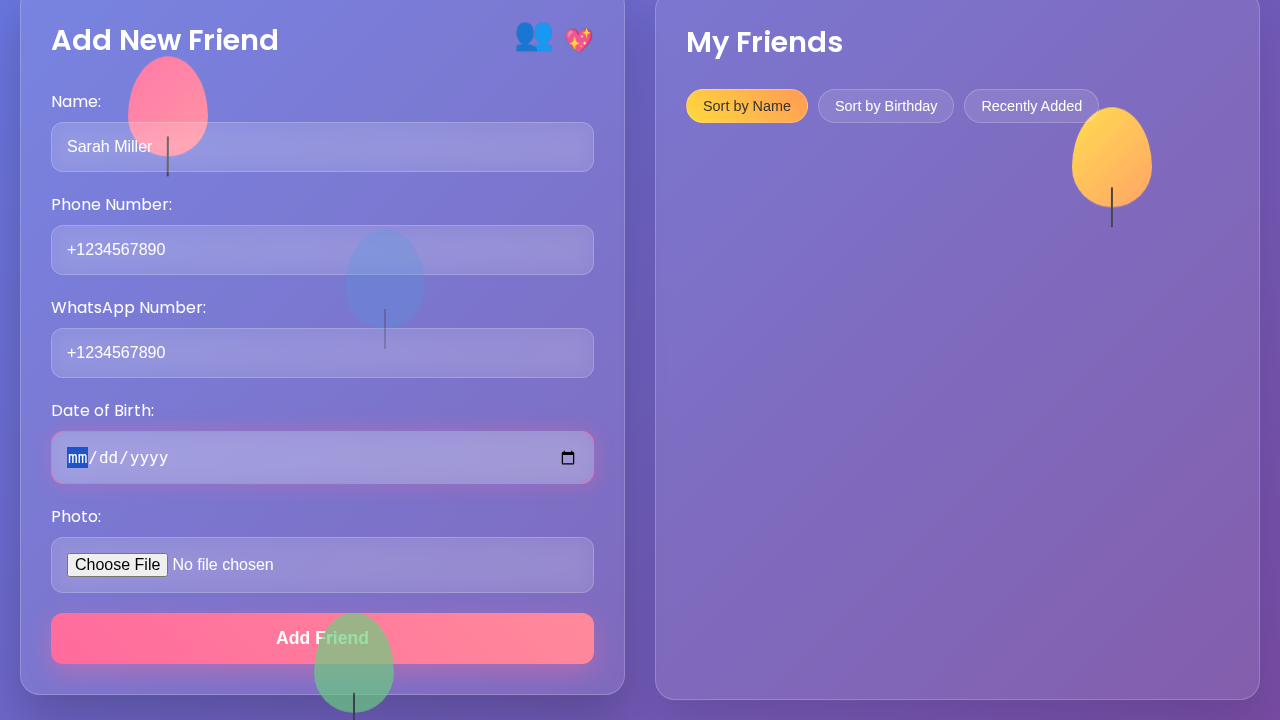 Add New Friend
Name:
Sarah Miller
Phone Number:
+1234567890
WhatsApp Number:
+1234567890
Date of Birth:
mm/dd/yyyy
Photo:
Choose File No file chosen
Add Friend
My Friends
Sort by Name Sort by Birthday Recently Added